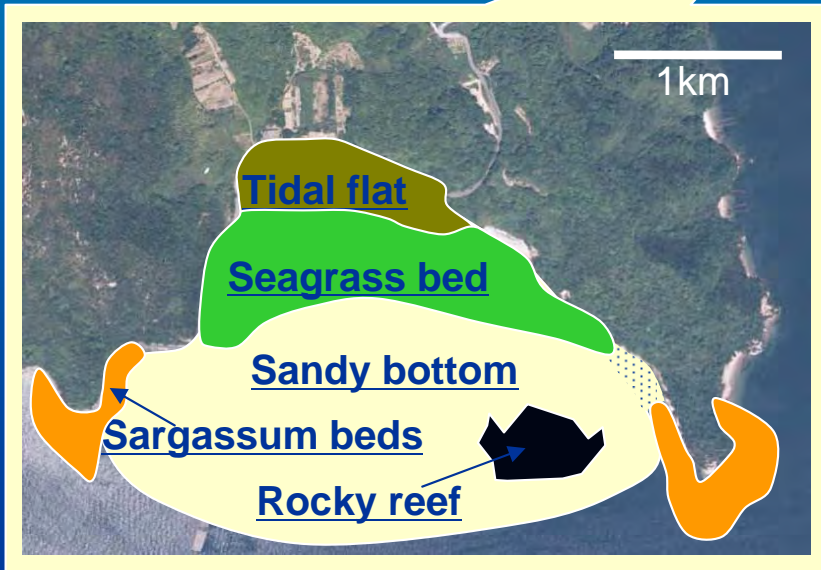 1km
Tidal flat
Seagrass bed
Sandy bottom
Sargassum beds
Rocky reef